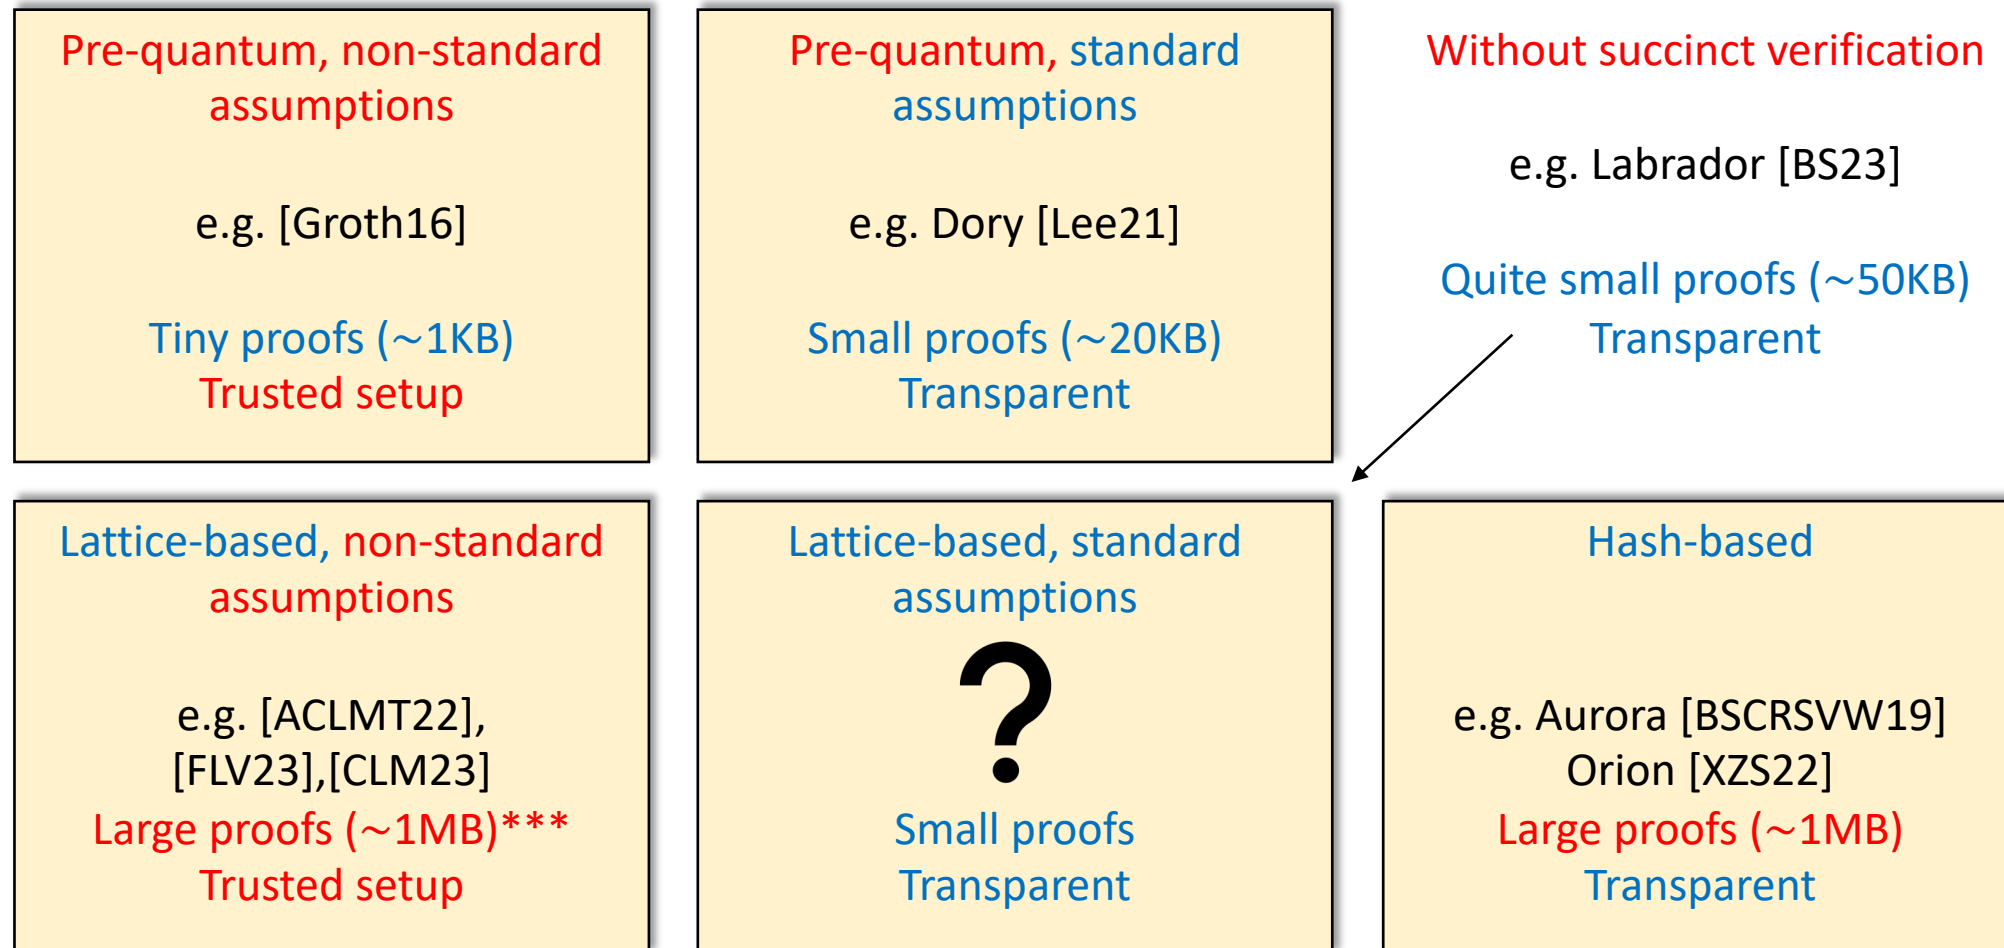 Pre-quantum, non-standard
assumptions
e.g. [Groth16]
Tiny proofs (~1KB)
Trusted setup
Pre-quantum, standard
assumptions
e.g. Dory [Lee21]
Small proofs (~20KB)
Transparent
Without succinct verification
e.g. Labrador [BS23]
Quite small proofs (~50KB)
Transparent
Lattice-based, non-standard
assumptions
e.g. [ACLMT22],
[FLV23],[CLM23]
Large proofs (~1MB)***
Trusted setup
Lattice-based, standard
assumptions
?
Small proofs
Transparent
Hash-based
e.g. Aurora [BSCRSVW19]
Orion [XZS22]
Large proofs (~1MB)
Transparent